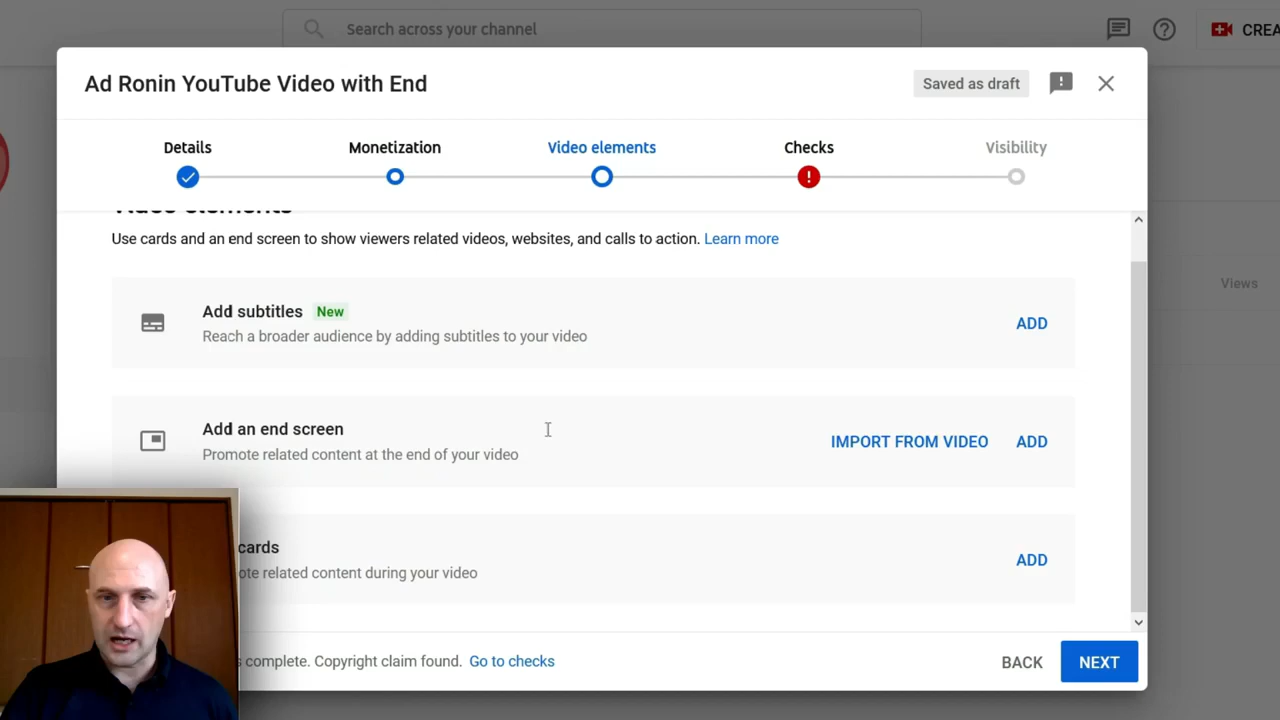 Search across your channel
CREA
Ad Ronin YouTube Video with End
Saved as draft
Details
Monetization
Video elements
Checks
Visibility
Video elements
Use cards and an end screen to show viewers related videos, websites, and calls to action. Learn more
Views
Add subtitles New
Reach a broader audience by adding subtitles to your video
ADD
Add an end screen
Promote related content at the end of your video
IMPORT FROM VIDEO
ADD
cards
ote related content during your video
ADD
s complete. Copyright claim found. Go to checks
BACK
NEXT